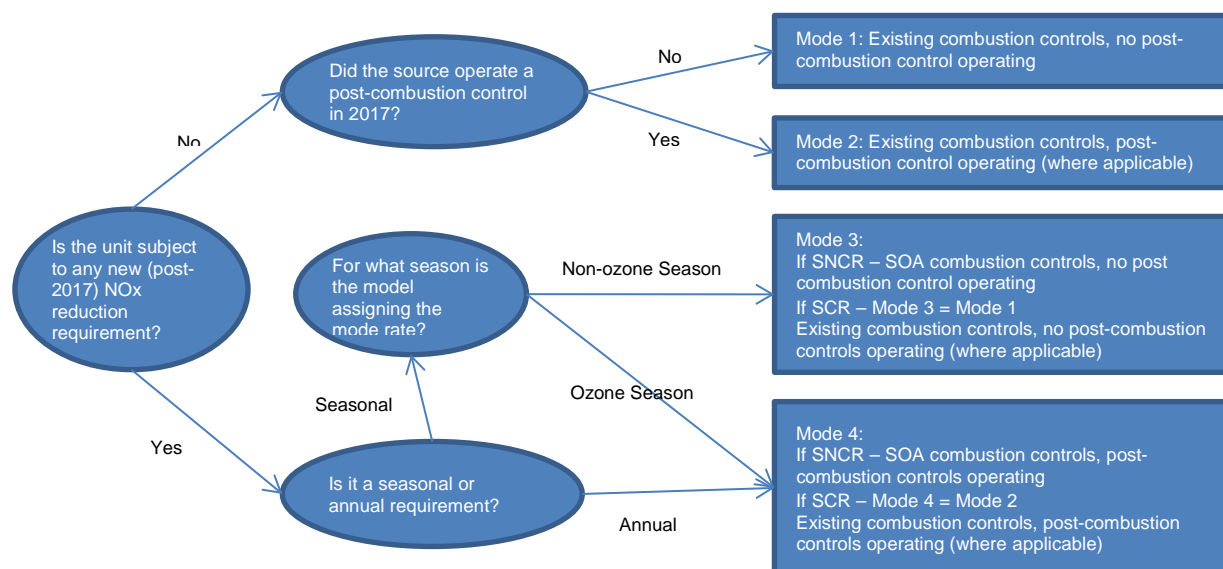 Did the source operate a
post-combustion control
in 2017?
No
Yes
Mode 1: Existing combustion controls, no post-
combustion control operating
Mode 2: Existing combustion controls, post-
combustion control operating (where applicable)
No
Is the unit subject
to any new (post-
2017) NOx
reduction
requirement?
Yes
For what season is
the model
assigning the
mode rate?
Non-ozone Season
Ozone Season
Seasonal
Is it a seasonal or
annual requirement?
Annual
Mode 3:
If SNCR – SOA combustion controls, no post
combustion control operating
If SCR – Mode 3 = Mode 1
Existing combustion controls, no post-combustion
controls operating (where applicable)
Mode 4:
If SNCR – SOA combustion controls, post-
combustion controls operating
If SCR – Mode 4 = Mode 2
Existing combustion controls, post-combustion
controls operating (where applicable)